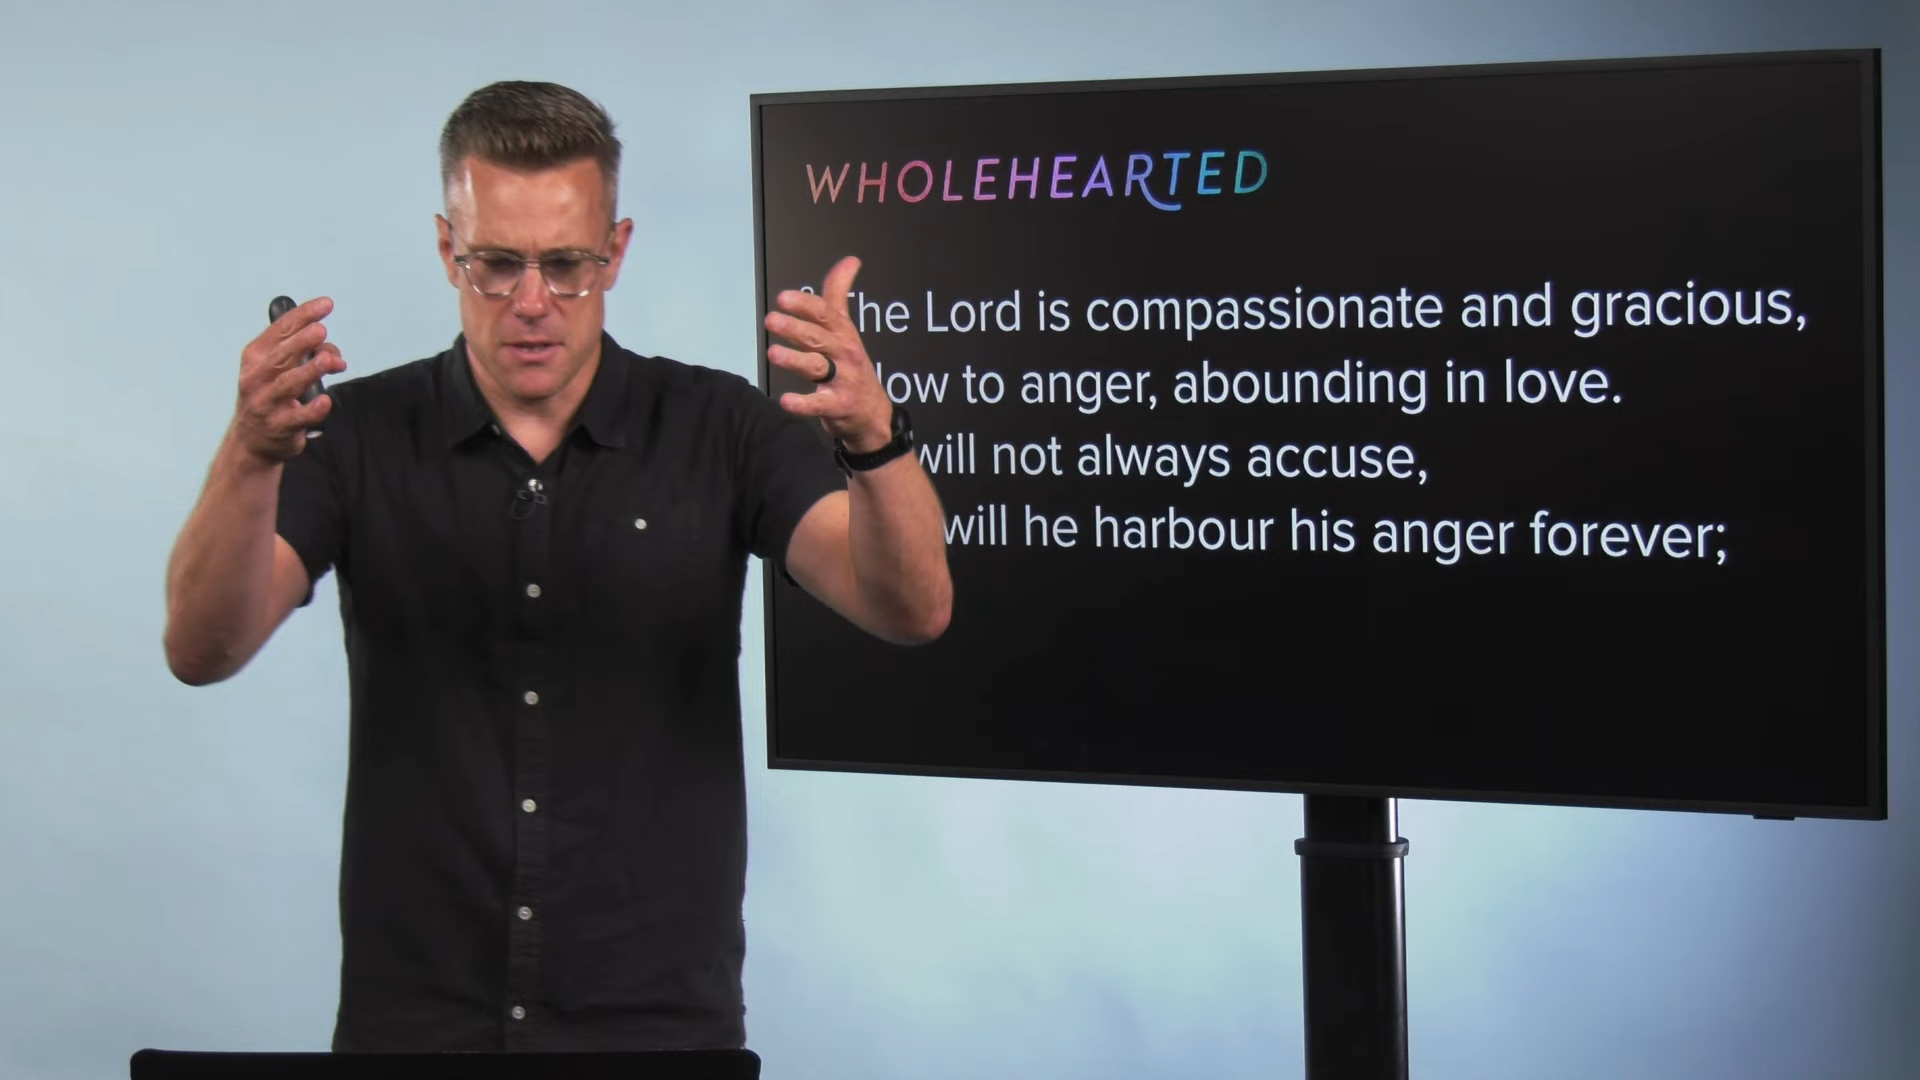 WHOLEHEARTED
The Lord is compassionate and gracious,
low to anger, abounding in love.
will not always accuse,
will he harbour his anger forever;